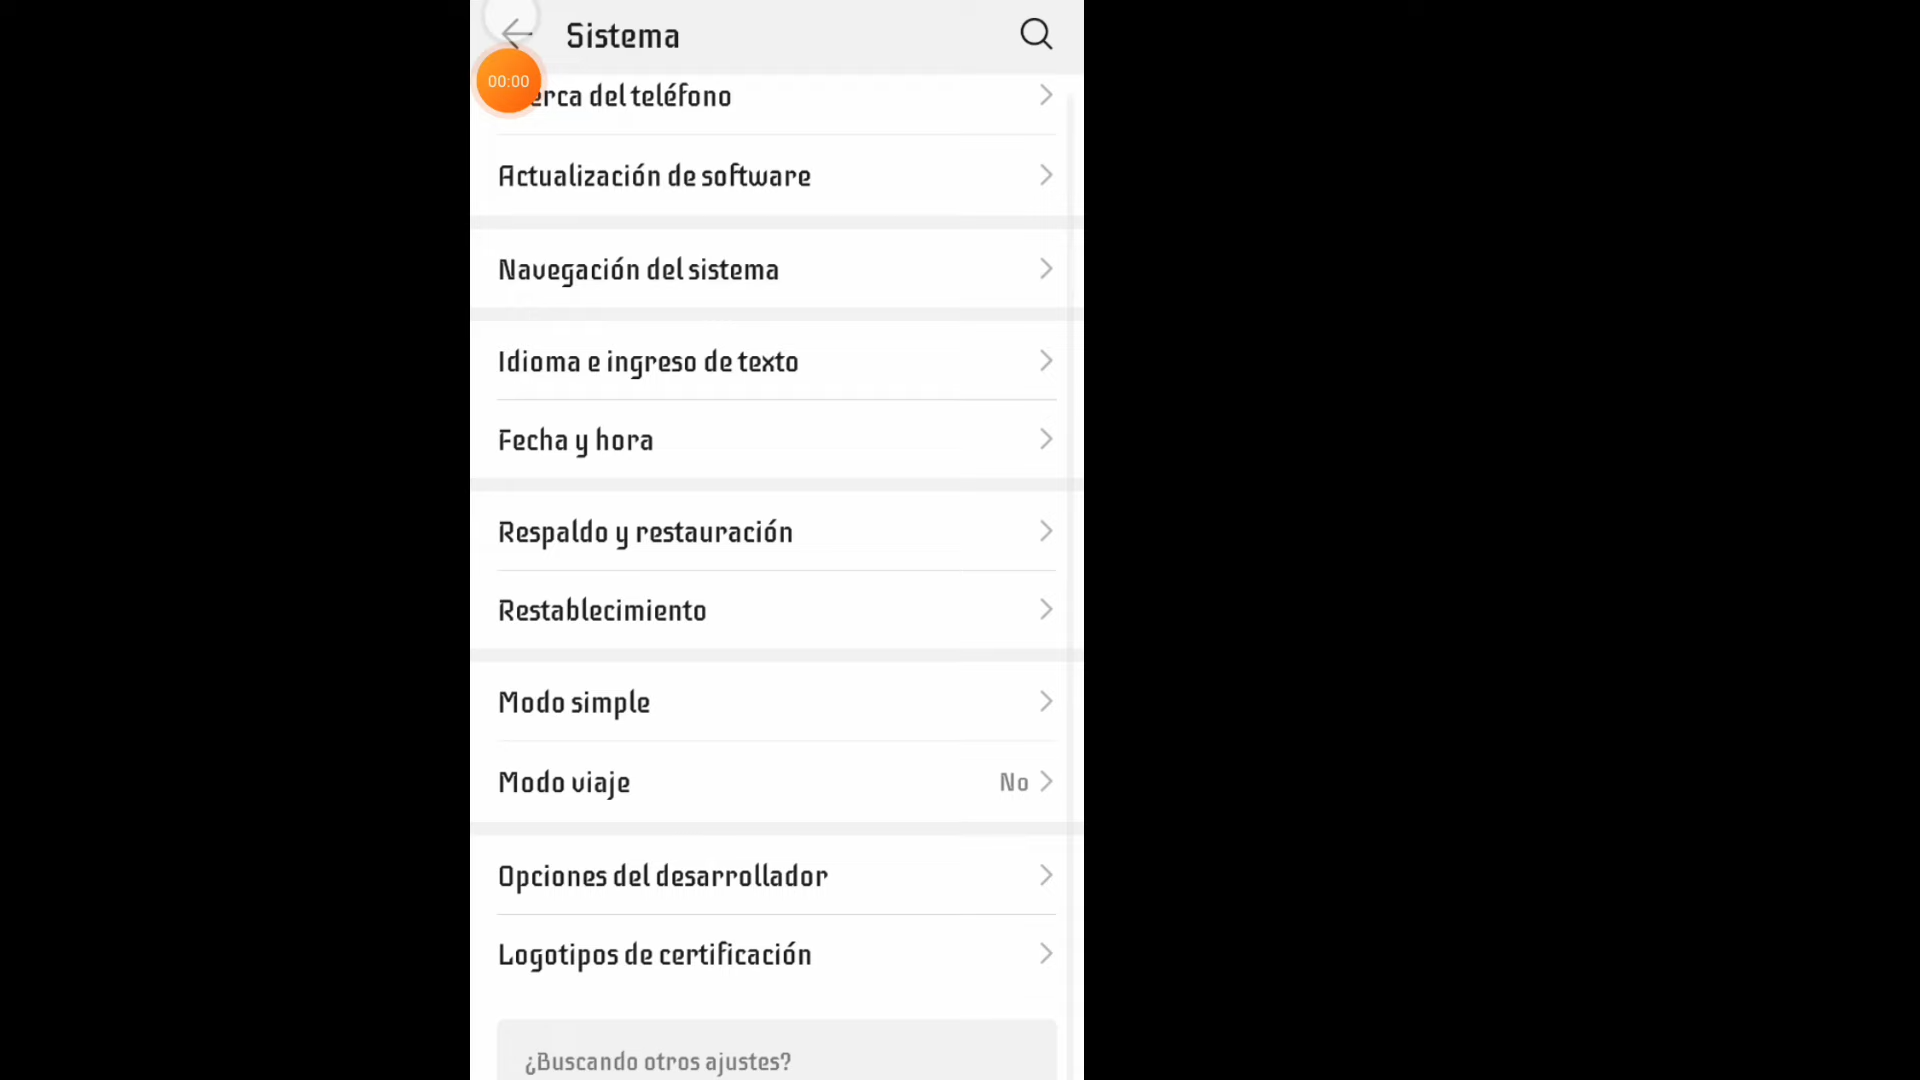 Sistema
00:00
erca del teléfono
Actualización de software
Navegación del sistema
Idioma e ingreso de texto
Fecha y hora
Respaldo y restauración
Restablecimiento
Modo simple
Modo viaje No
Opciones del desarrollador
Logotipos de certificación
¿Buscando otros ajustes?